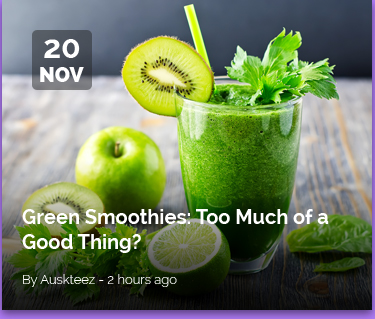 20
NOV
Green Smoothies: Too Much of a
Good Thing?
By Auskteez - 2 hours ago